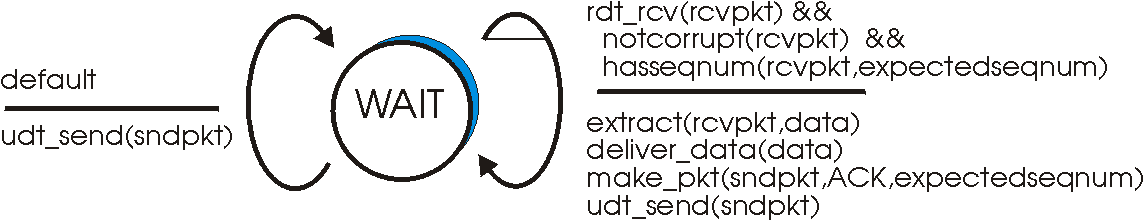 default
udt_send(sndpkt)
WAIT
rdt_rcv(rcvpkt) &&
notcorrupt(rcvpkt) &&
hasseqnum(rcvpkt,expectedseqnum)
extract(rcvpkt,data)
deliver_data(data)
make_pkt(sndpkt,ACK,expectedseqnum)
udt_send(sndpkt)